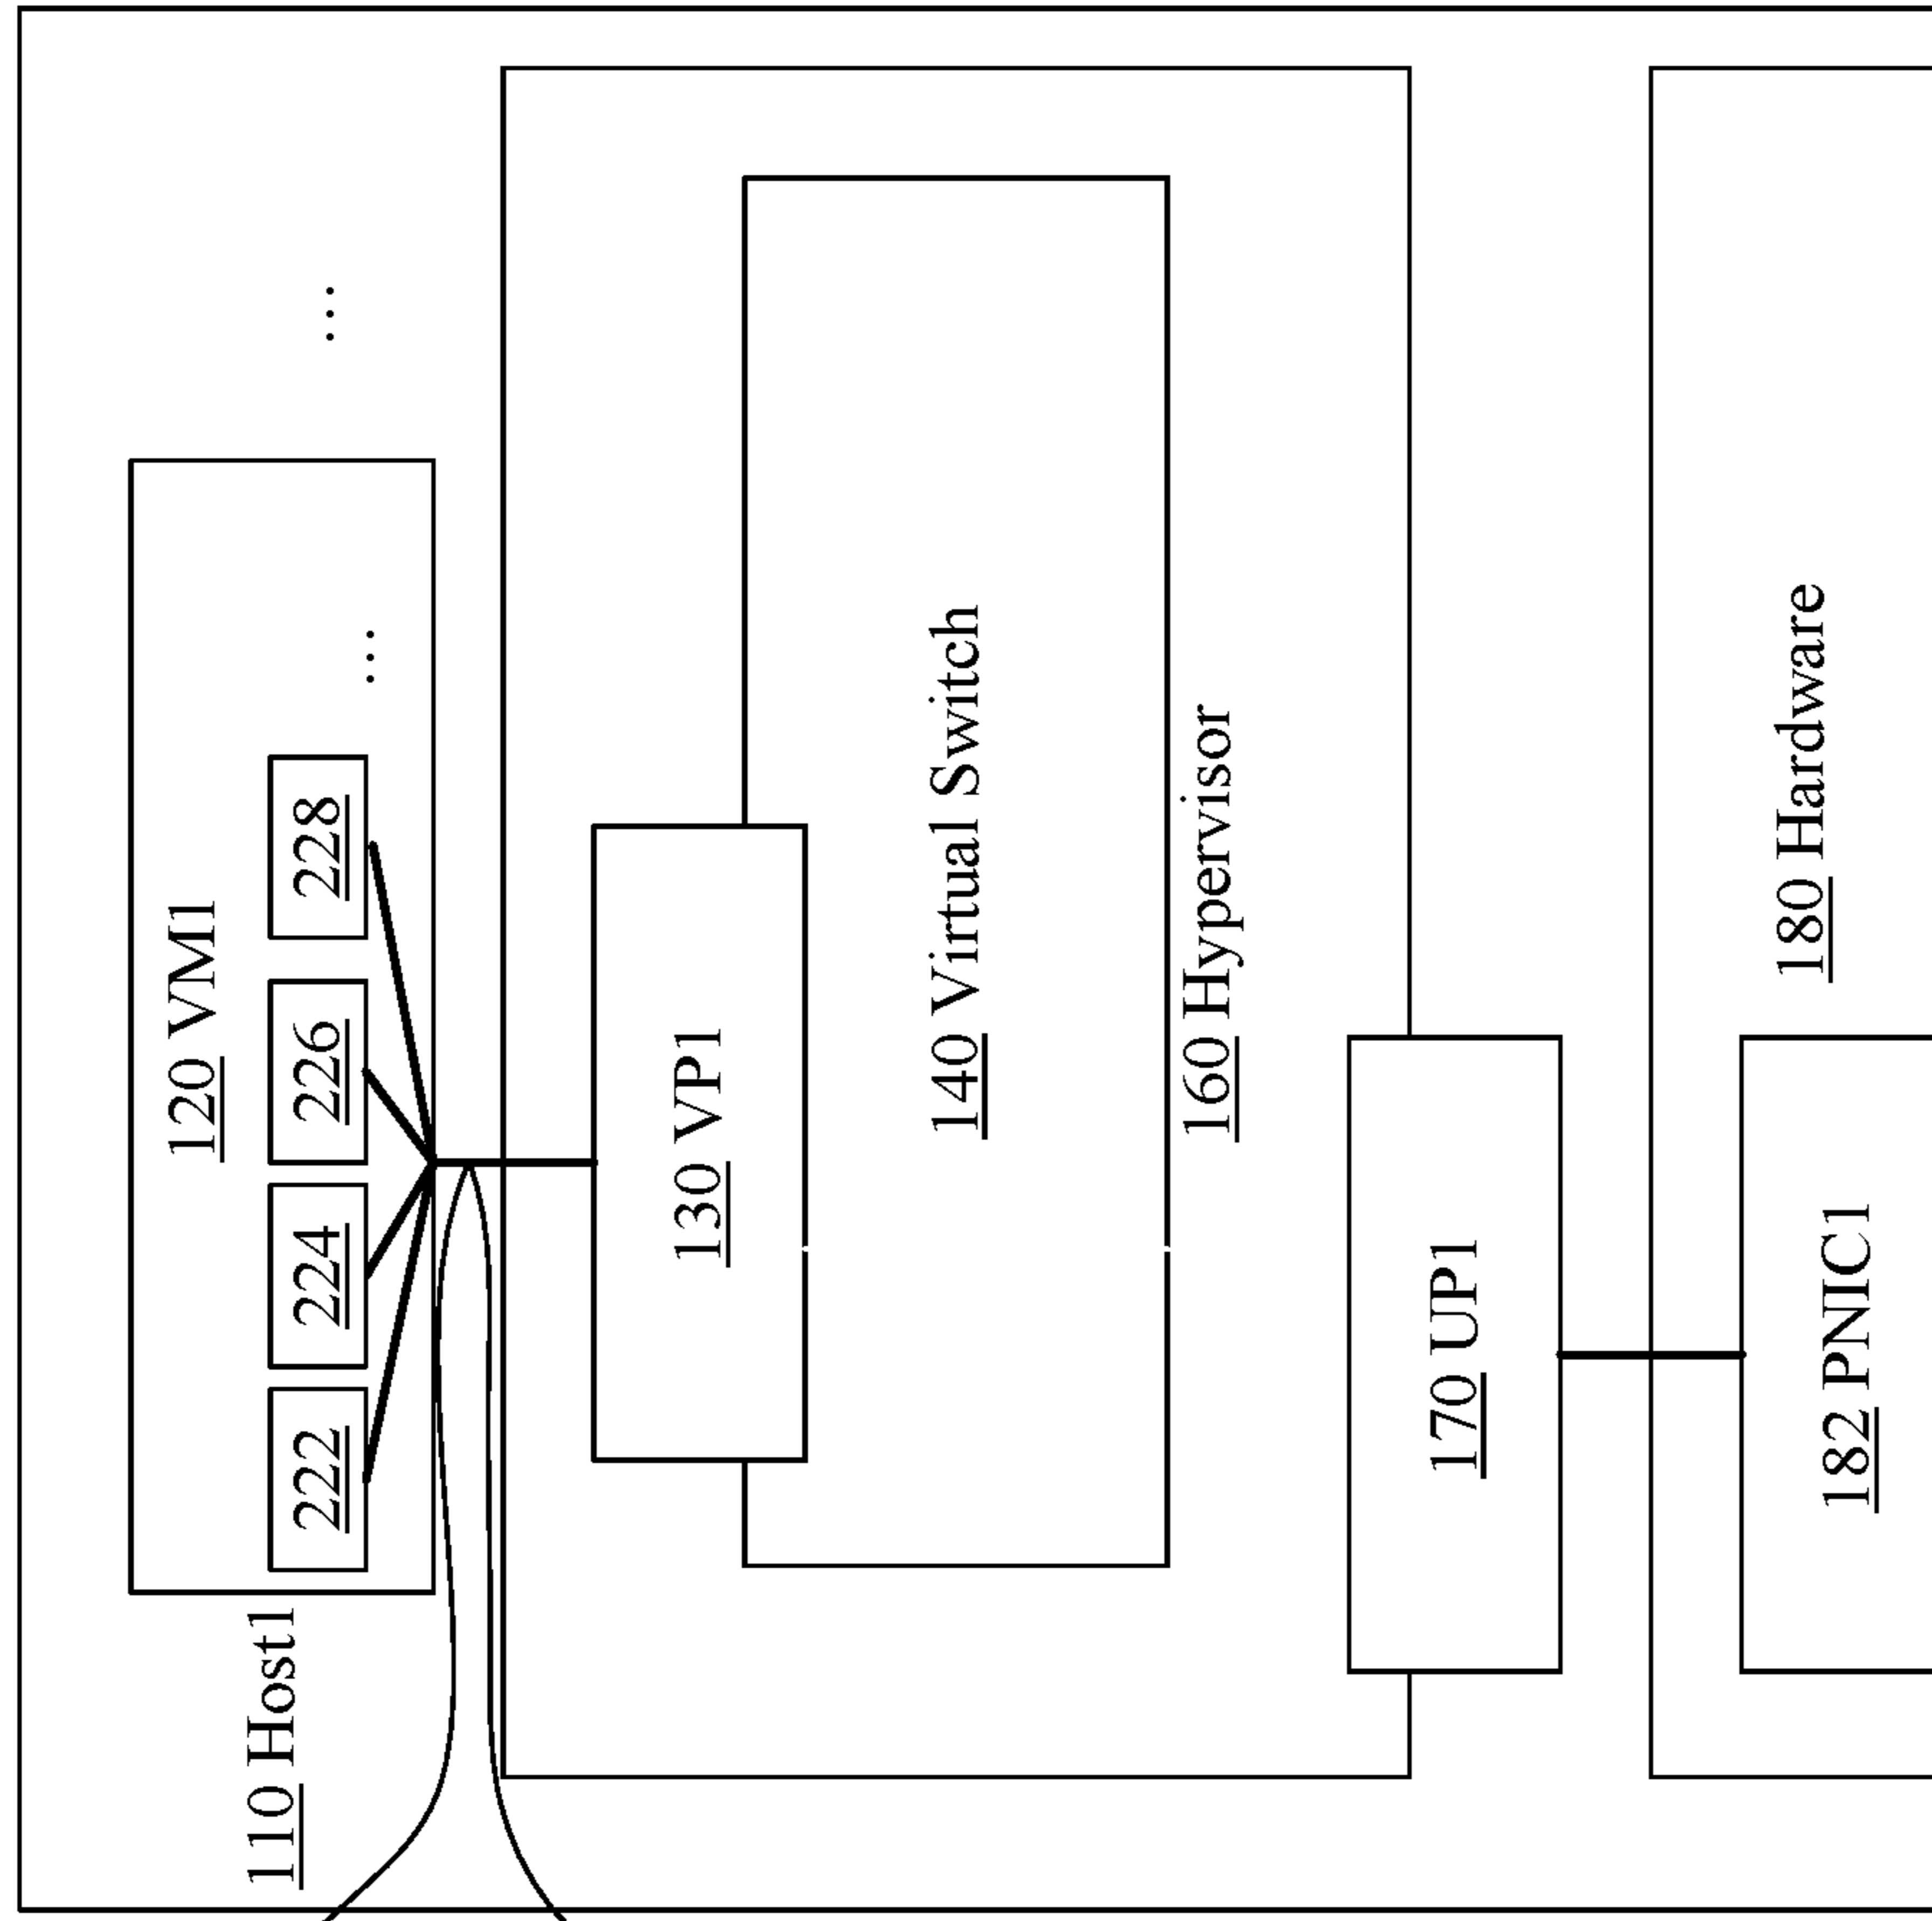 110 Host1
120 VM1
222
224
226
228
...
...
130 VP1
140 Virtual Switch
160 Hypervisor
170 UP1
180 Hardware
182 PNIC1